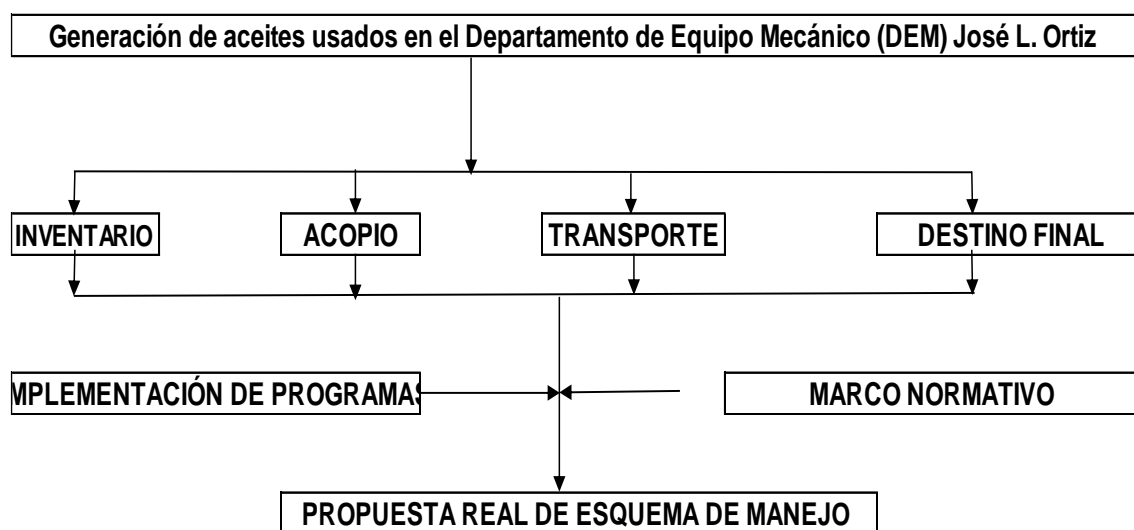 Generación de aceites usados en el Departamento de Equipo Mecánico (DEM) José L. Ortiz
INVENTARIO
ACOPIO
TRANSPORTE
DESTINO FINAL
MPLEMENTACIÓN DE PROGRAMAS
MARCO NORMATIVO
PROPUESTA REAL DE ESQUEMA DE MANEJO